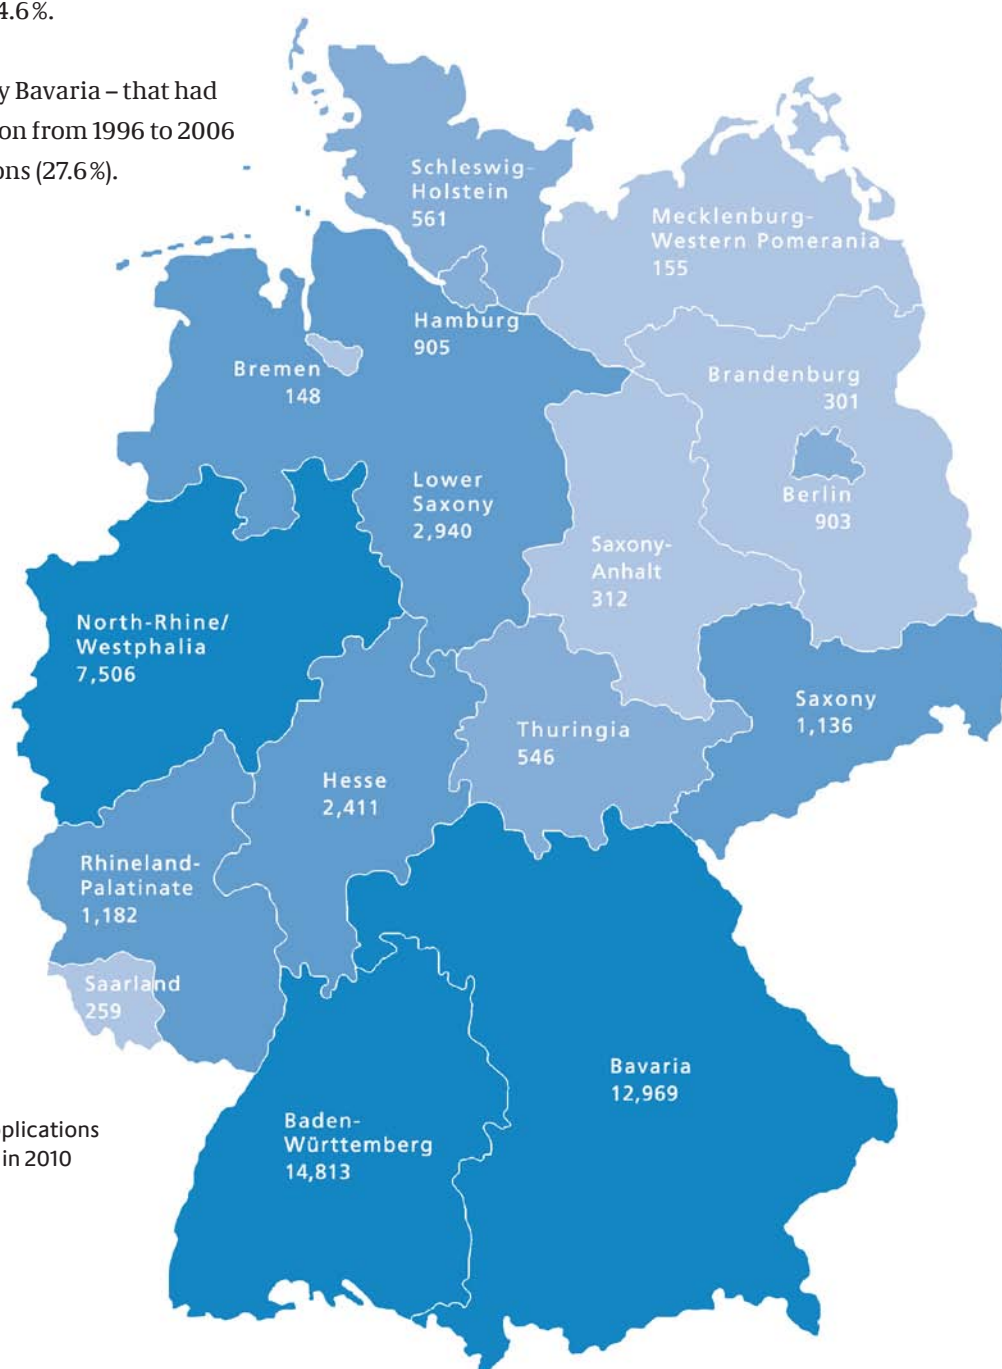 4.6 %.
y Bavaria – that had
on from 1996 to 2006
ons (27.6 %).
Schleswig-
Holstein
561
Mecklenburg-
Western Pomerania
155
Hamburg
905
Bremen
148
Brandenburg
301
Berlin
903
Lower
Saxony
2,940
Saxony-
Anhalt
312
North-Rhine/
Westphalia
7,506
Saxony
1,136
Thuringia
546
Hesse
2,411
Rhineland-
Palatinate
1,182
Saarland
259
Bavaria
12,969
Baden-
Württemberg
14,813
plications
in 2010